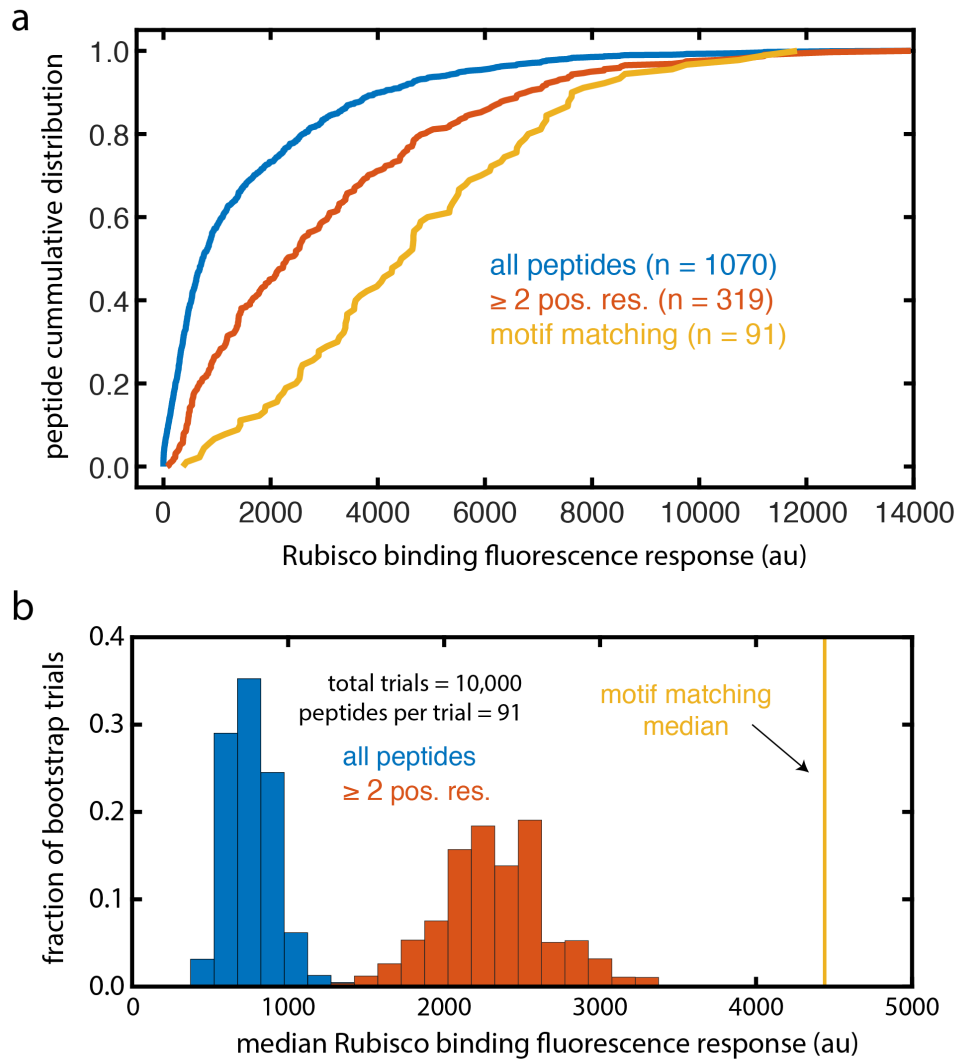 a
peptide cummulative distribution
1.0
0.8
0.6
0.4
0.2
0.0
all peptides (n = 1070)
≥ 2 pos. res. (n = 319)
motif matching (n = 91)
0 2000 4000 6000 8000 10000 12000 14000
Rubisco binding fluorescence response (au)
b
fraction of bootstrap trials
0.4
0.3
0.2
0.1
0.0
total trials = 10,000
peptides per trial = 91
all peptides
≥ 2 pos. res.
motif matching
median
0 1000 2000 3000 4000 5000
median Rubisco binding fluorescence response (au)